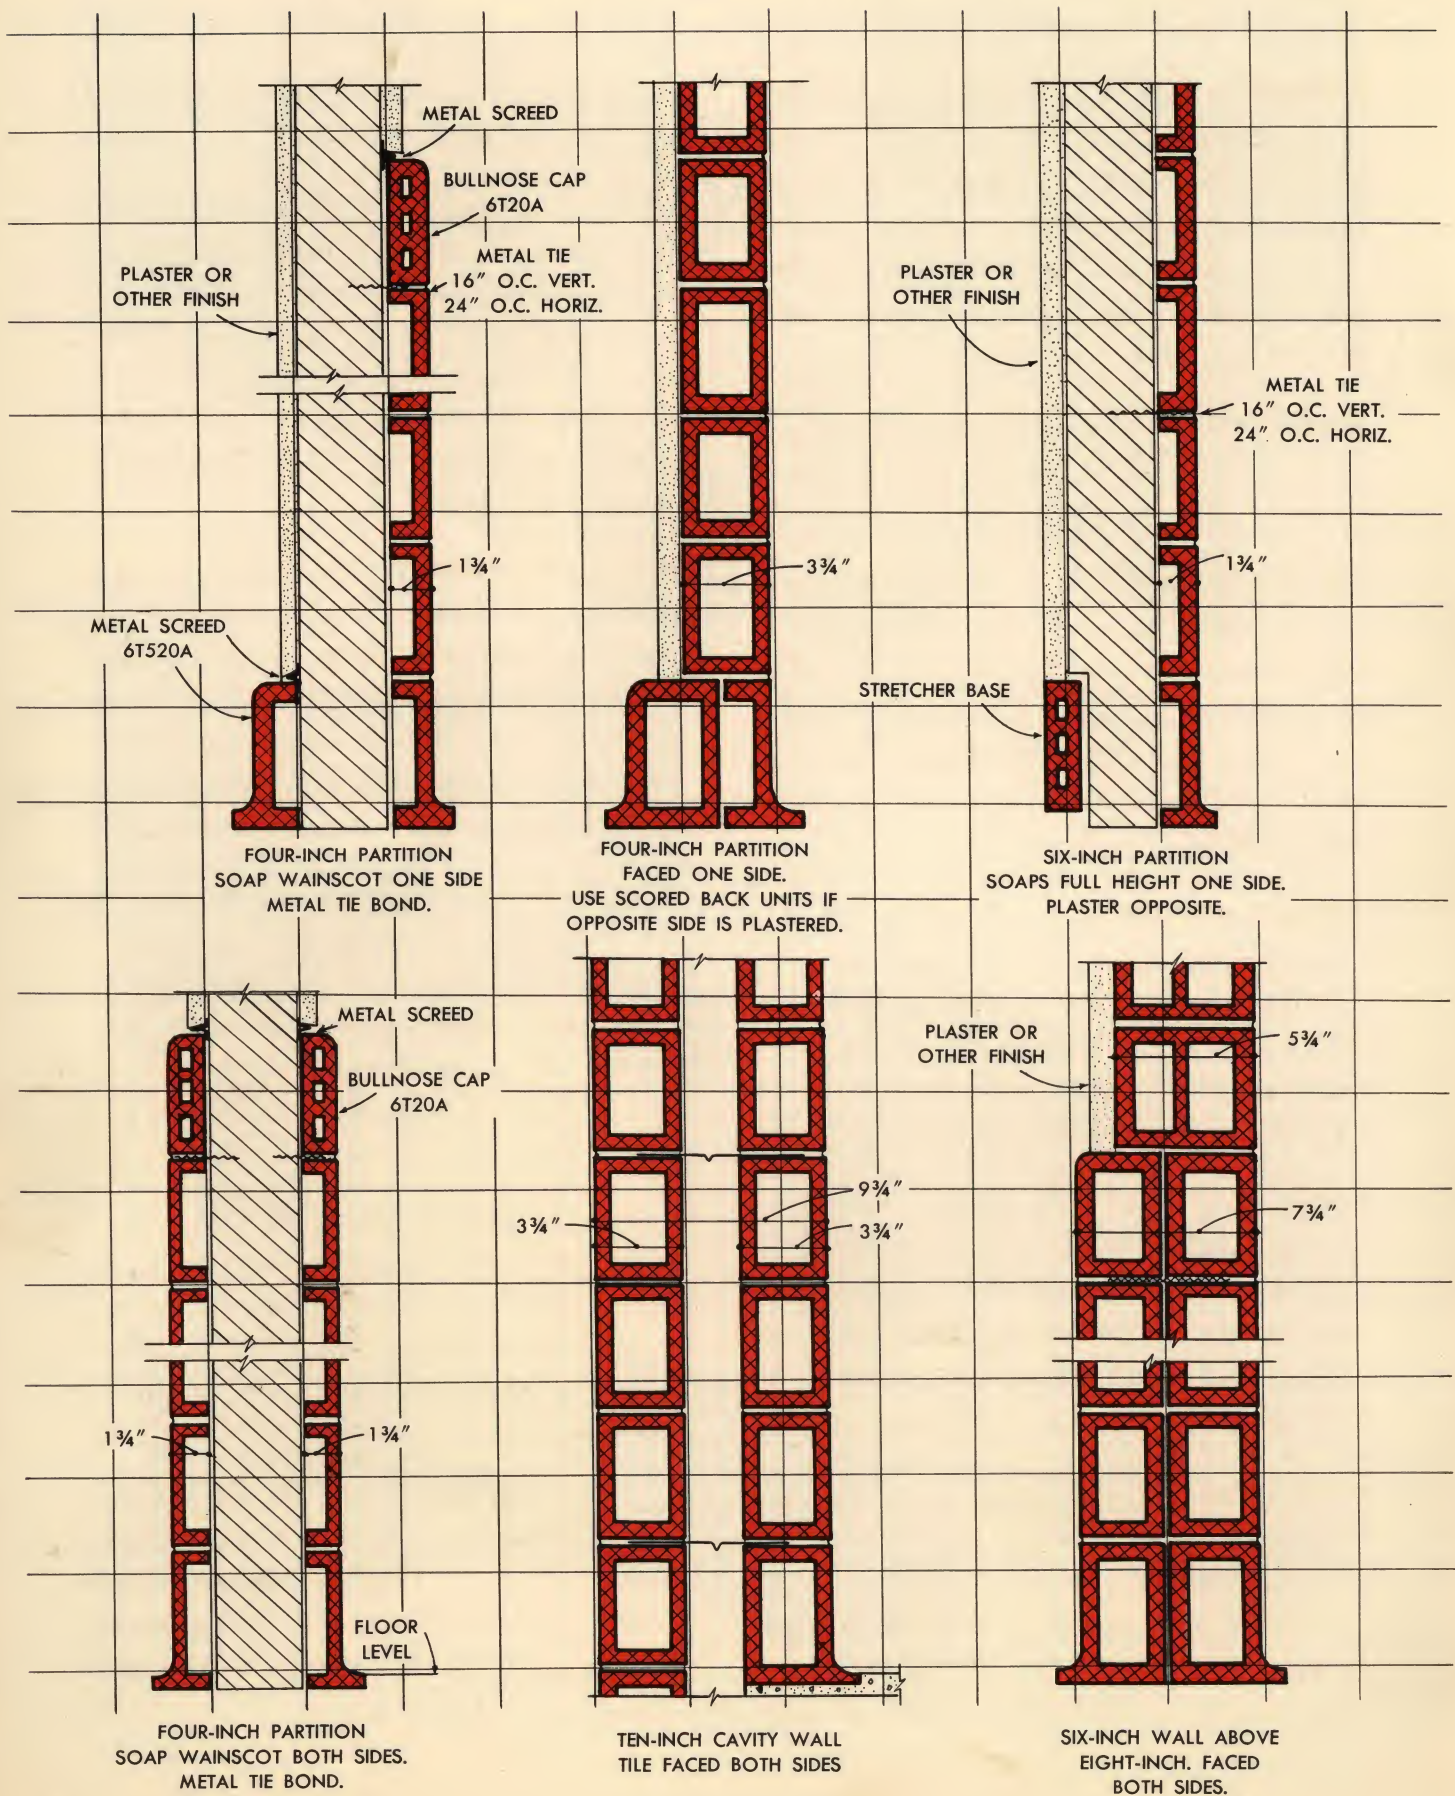 METAL SCREED
BULLNOSE CAP
6T20A
METAL TIE
16" O.C. VERT.
24" O.C. HORIZ.
PLASTER OR
OTHER FINISH
1¾"
METAL SCREED
6T520A
FOUR-INCH PARTITION
SOAP WAINSCOT ONE SIDE
METAL TIE BOND.
3¾"
FOUR-INCH PARTITION
FACED ONE SIDE.
USE SCORED BACK UNITS IF
OPPOSITE SIDE IS PLASTERED.
PLASTER OR
OTHER FINISH
METAL TIE
16" O.C. VERT.
24" O.C. HORIZ.
1¾"
STRETCHER BASE
SIX-INCH PARTITION
SOAPS FULL HEIGHT ONE SIDE.
PLASTER OPPOSITE.
METAL SCREED
BULLNOSE CAP
6T20A
1¾"
1¾"
FLOOR
LEVEL
FOUR-INCH PARTITION
SOAP WAINSCOT BOTH SIDES.
METAL TIE BOND.
9¾"
3¾"
3¾"
TEN-INCH CAVITY WALL
TILE FACED BOTH SIDES
PLASTER OR
OTHER FINISH
5¾"
7¾"
SIX-INCH WALL ABOVE
EIGHT-INCH. FACED
BOTH SIDES.